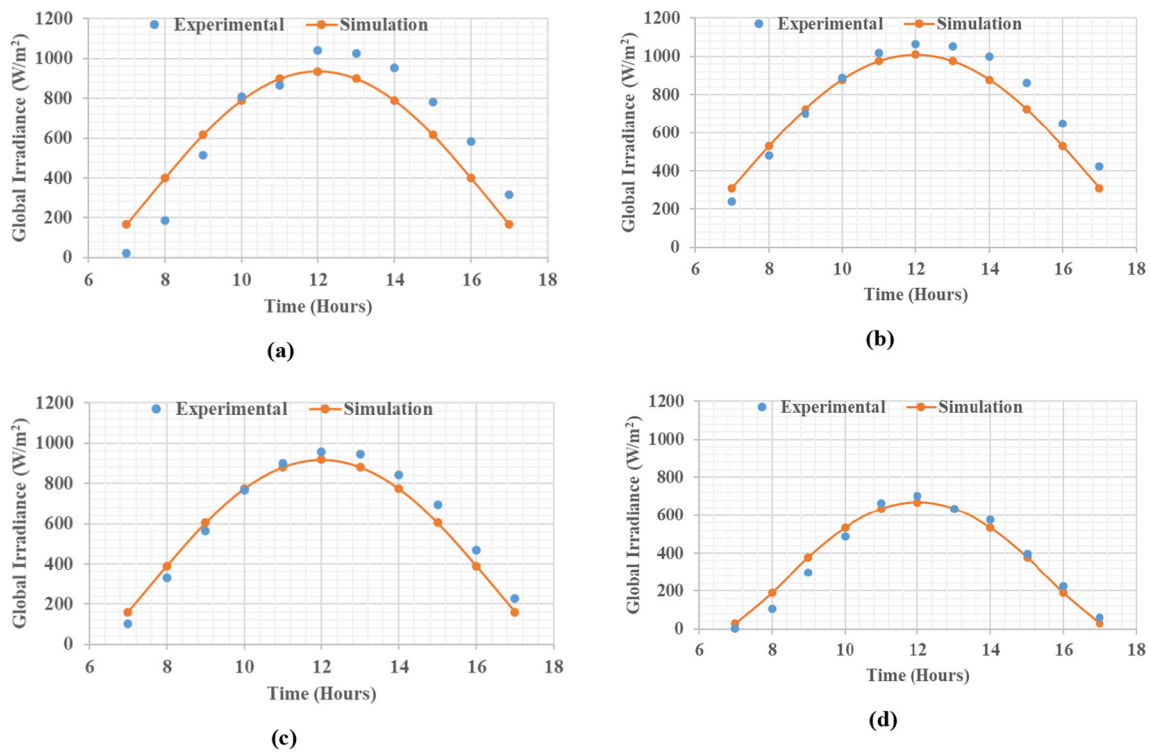 Experimental Simulation
Global Irradiance (W/m²)
1200
1000
800
600
400
200
0
6 8 10 12 14 16 18
Time (Hours)
(a)
Experimental Simulation
Global Irradiance (W/m²)
1200
1000
800
600
400
200
0
6 8 10 12 14 16 18
Time (Hours)
(b)
Experimental Simulation
Global Irradiance (W/m²)
1200
1000
800
600
400
200
0
6 8 10 12 14 16 18
Time (Hours)
(c)
Experimental Simulation
Global Irradiance (W/m²)
1200
1000
800
600
400
200
0
6 8 10 12 14 16 18
Time (Hours)
(d)